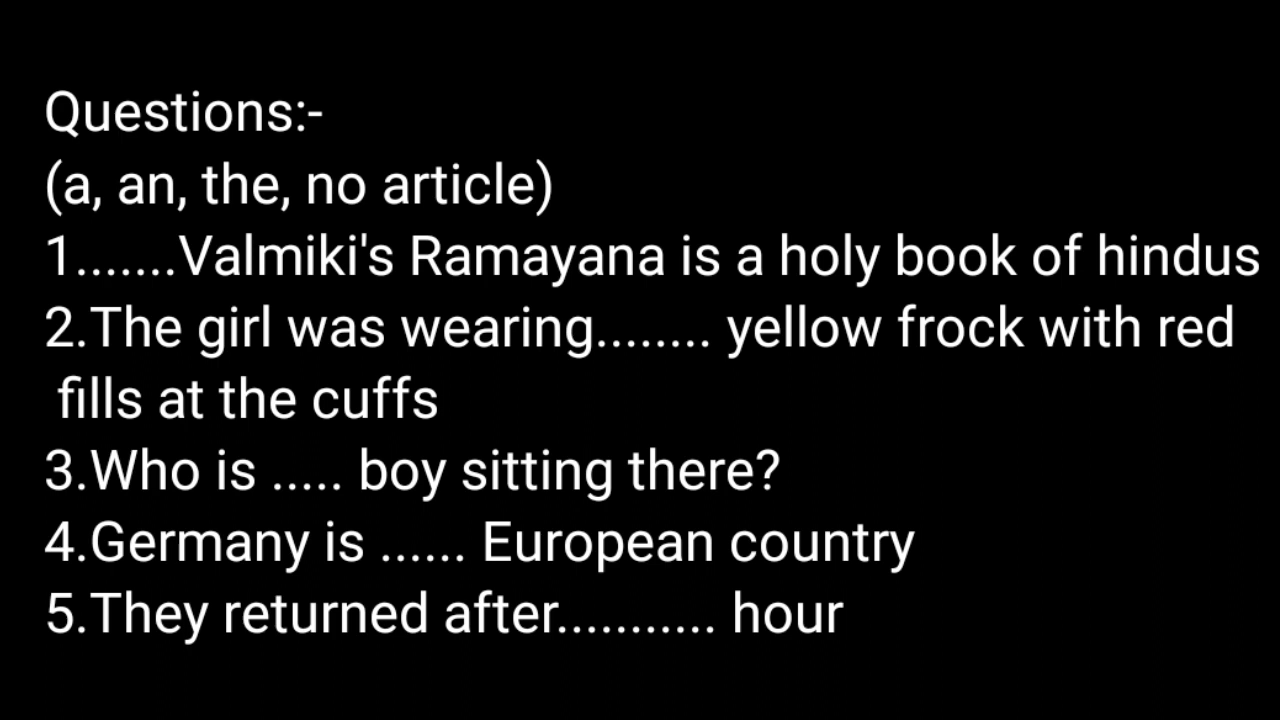 Questions:-
(a, an, the, no article)
1.......Valmiki's Ramayana is a holy book of hindus
2.The girl was wearing........ yellow frock with red
fills at the cuffs
3.Who is ..... boy sitting there?
4.Germany is ...... European country
5.They returned after........... hour